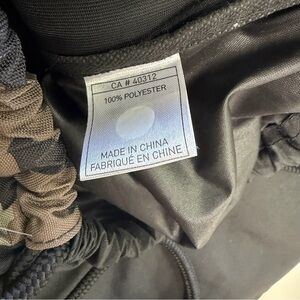 CA # 40312
100% POLYESTER
MADE IN CHINA
FABRIQUÉ EN CHINE